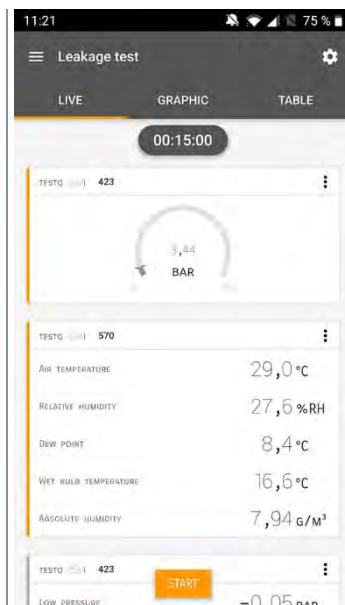 11:21 75 %
Leakage test
LIVE GRAPHIC TABLE
00:15:00
TESTO 423
3,44
BAR
TESTO 570
AIR TEMPERATURE 29,0 °C
RELATIVE HUMIDITY 27,6 %RH
DEW POINT 8,4 °C
WET BULB TEMPERATURE 16,6 °C
ABSOLUTE HUMIDITY 7,94 G/M³
TESTO 423
START
LOW PRESSURE -0,05 BAR